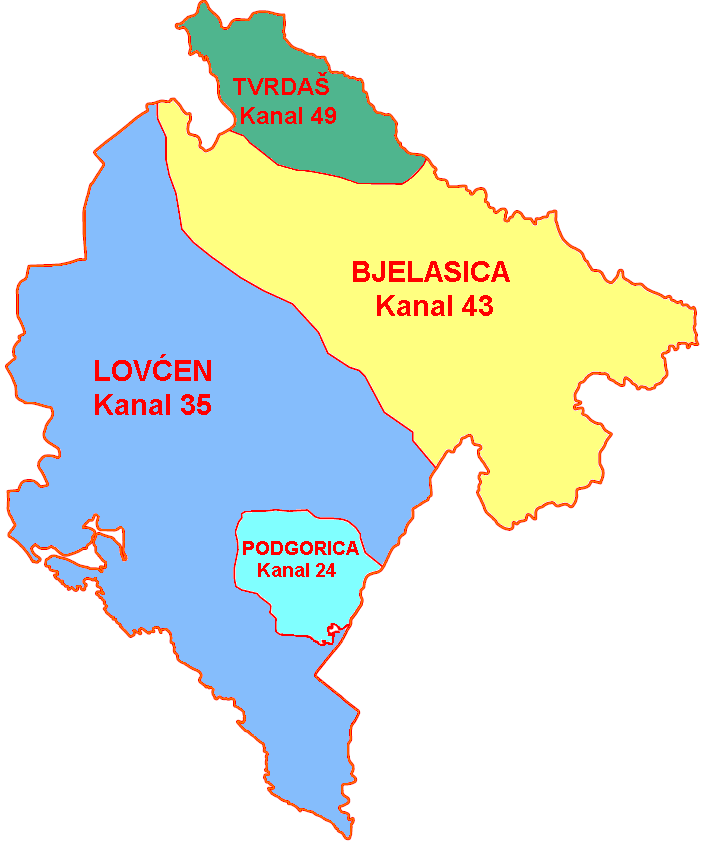 TVRDAŠ
Kanal 49
BJELASICA
Kanal 43
LOVĆEN
Kanal 35
PODGORICA
Kanal 24